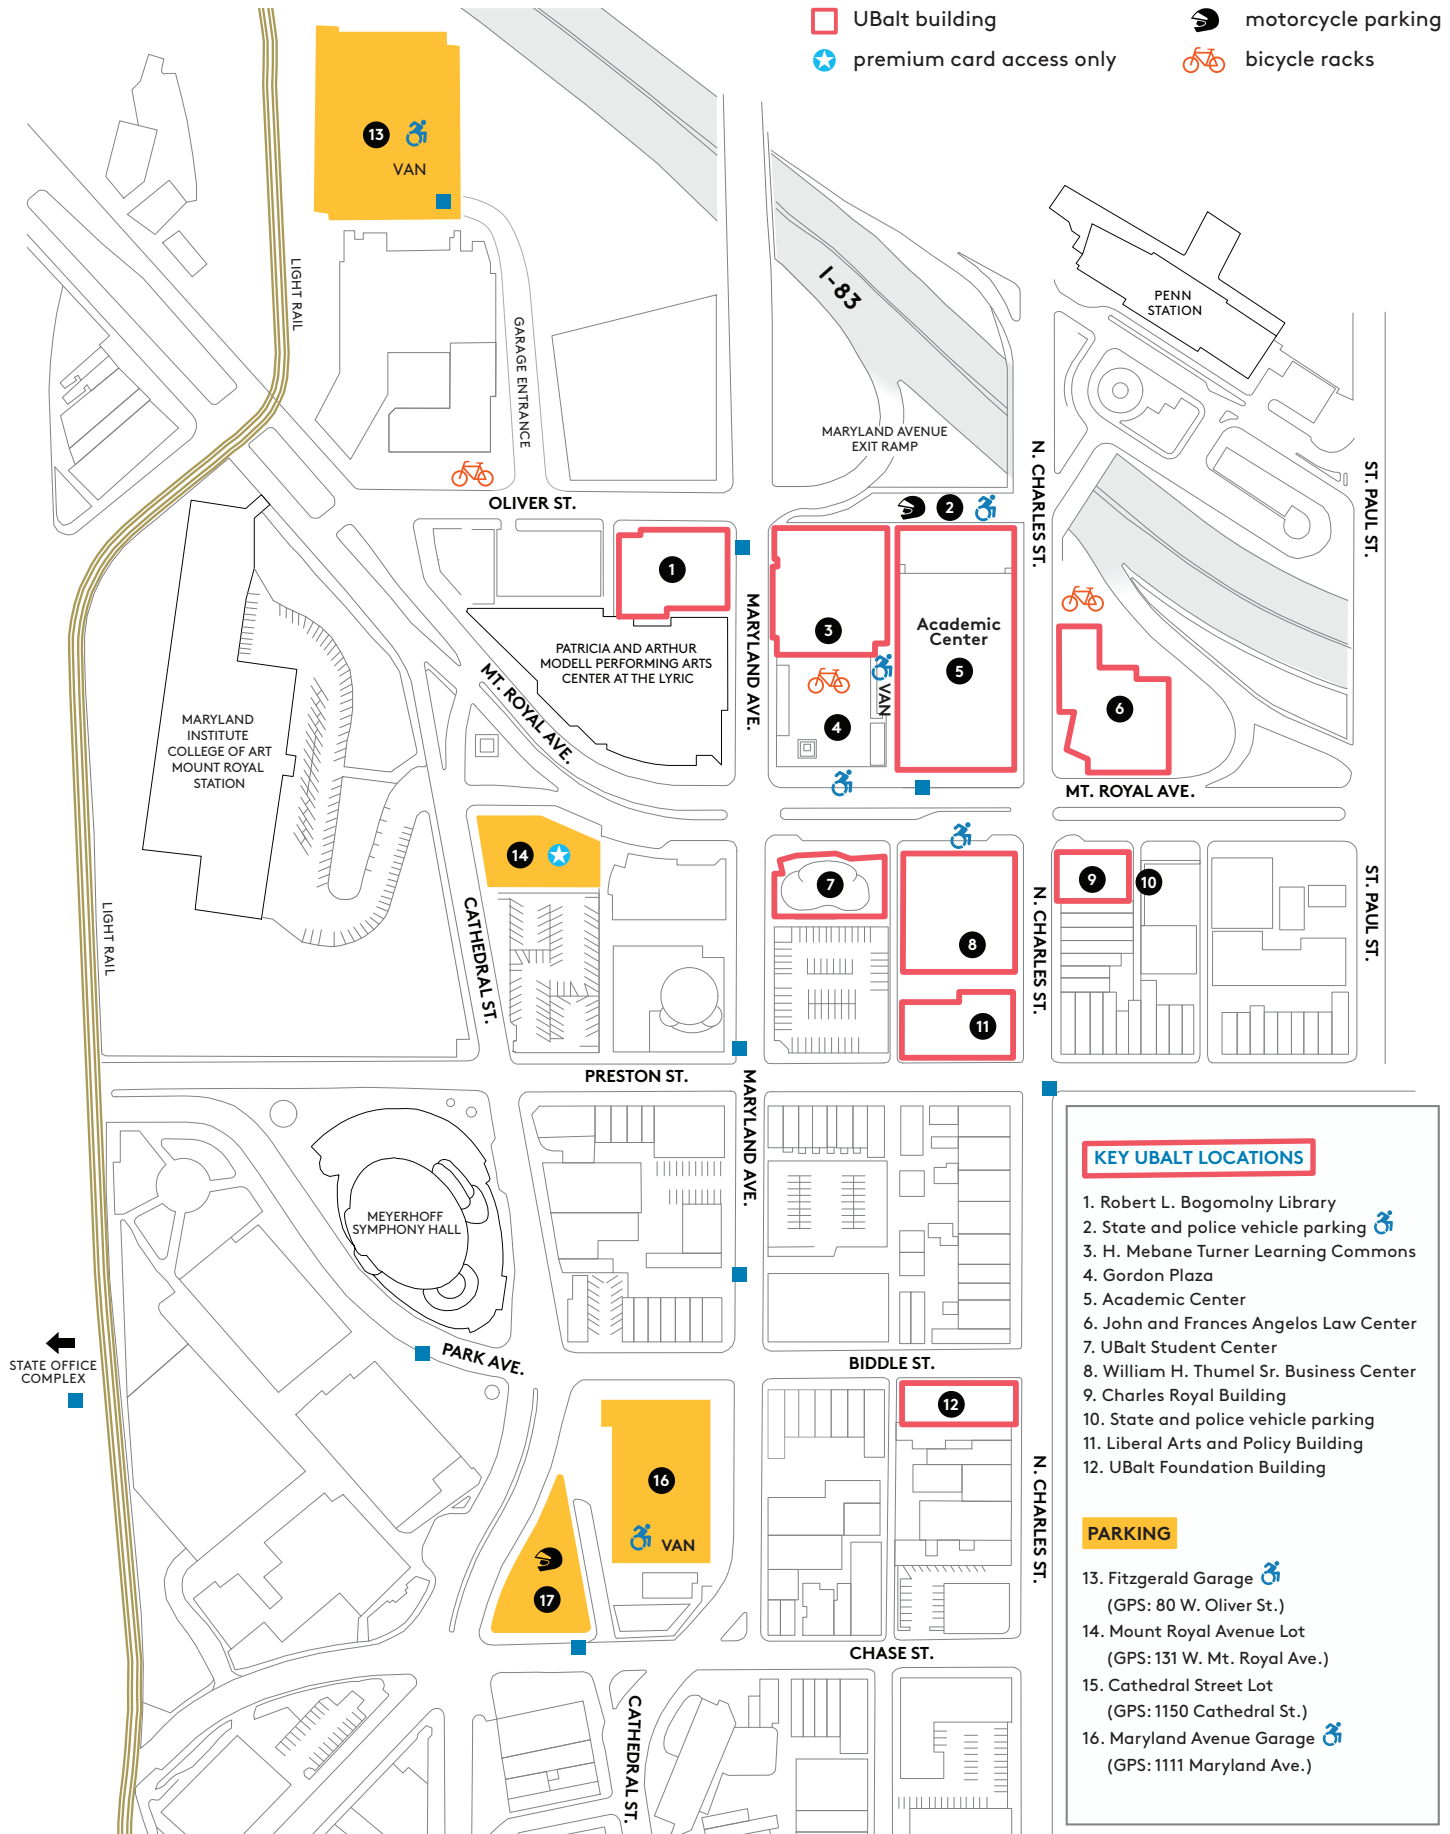 UBalt building
motorcycle parking
premium card access only
bicycle racks
13
VAN
LIGHT RAIL
GARAGE ENTRANCE
I-83
PENN
STATION
MARYLAND AVENUE
EXIT RAMP
N. CHARLES ST.
ST. PAUL ST.
OLIVER ST.
2
1
3
Academic
Center
5
MARYLAND AVE.
PATRICIA AND ARTHUR
MODELL PERFORMING ARTS
CENTER AT THE LYRIC
MT. ROYAL AVE.
VAN
4
6
MARYLAND
INSTITUTE
COLLEGE OF ART
MOUNT ROYAL
STATION
MT. ROYAL AVE.
14
7
9
10
8
11
CATHEDRAL ST.
N. CHARLES ST.
ST. PAUL ST.
LIGHT RAIL
PRESTON ST.
MARYLAND AVE.
MEYERHOFF
SYMPHONY HALL
STATE OFFICE
COMPLEX
PARK AVE.
BIDDLE ST.
12
16
VAN
17
N. CHARLES ST.
CHASE ST.
CATHEDRAL ST.
KEY UBALT LOCATIONS
1. Robert L. Bogomolny Library
2. State and police vehicle parking
3. H. Mebane Turner Learning Commons
4. Gordon Plaza
5. Academic Center
6. John and Frances Angelos Law Center
7. UBalt Student Center
8. William H. Thumel Sr. Business Center
9. Charles Royal Building
10. State and police vehicle parking
11. Liberal Arts and Policy Building
12. UBalt Foundation Building
PARKING
13. Fitzgerald Garage
(GPS: 80 W. Oliver St.)
14. Mount Royal Avenue Lot
(GPS: 131 W. Mt. Royal Ave.)
15. Cathedral Street Lot
(GPS: 1150 Cathedral St.)
16. Maryland Avenue Garage
(GPS: 1111 Maryland Ave.)